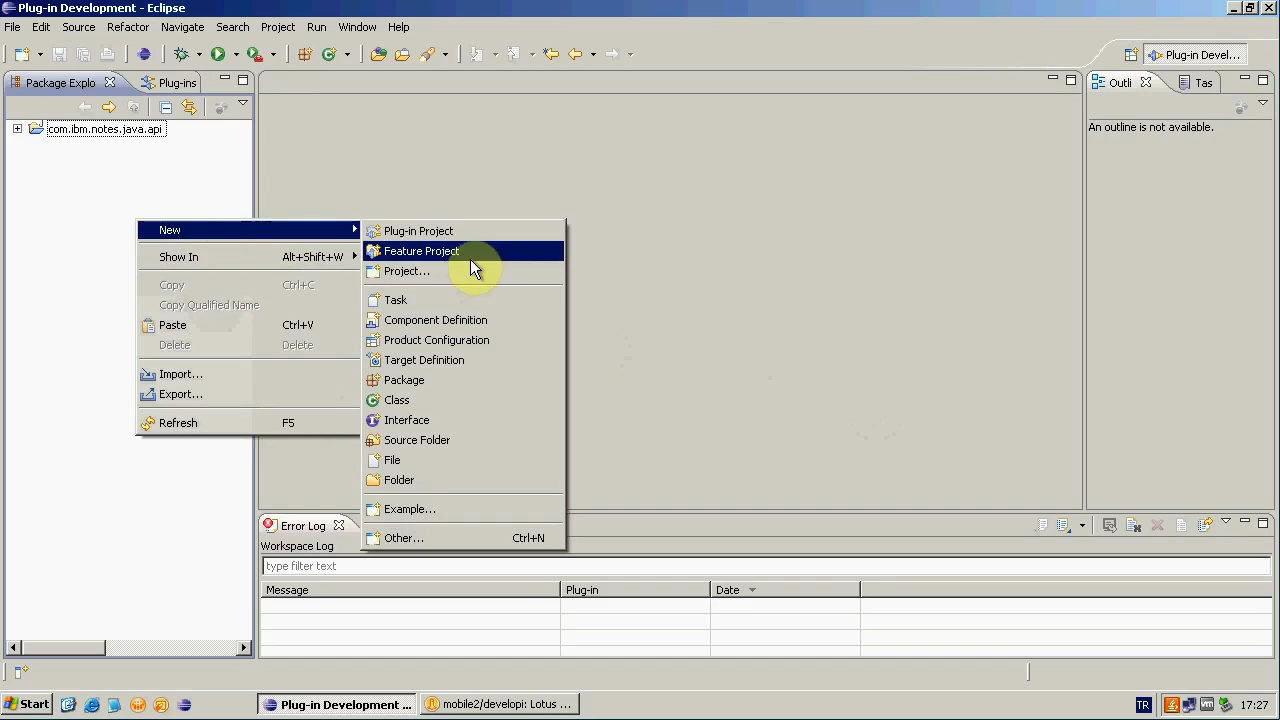 Plug-in Development - Eclipse
File Edit Source Refactor Navigate Search Project Run Window Help
Plug-in Devel...
Package Explo Plug-ins
Outli Tas
com.ibm.notes.java.api
An outline is not available.
New
Show In Alt+Shift+W
Copy Ctrl+C
Copy Qualified Name
Paste Ctrl+V
Delete Delete
Import...
Export...
Refresh F5
Plug-in Project
Feature Project
Project...
Task
Component Definition
Product Configuration
Target Definition
Package
Class
Interface
Source Folder
File
Folder
Example...
Other... Ctrl+N
Error Log
Workspace Log
type filter text
Message Plug-in Date
Start
Plug-in Development ...
mobile2/developi: Lotus ...
TR
17:27